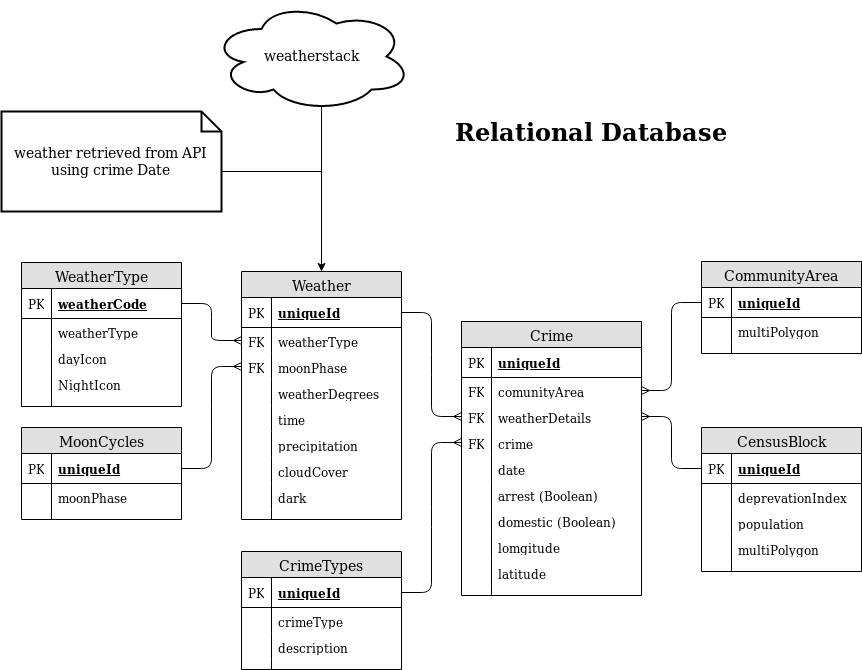 weatherstack
Relational Database
weather retrieved from API
using crime Date
WeatherType
PK weatherCode
weatherType
dayIcon
NightIcon
MoonCycles
PK uniqueId
moonPhase
Weather
PK uniqueId
FK weatherType
FK moonPhase
weatherDegrees
time
precipitation
cloudCover
dark
CrimeTypes
PK uniqueId
crimeType
description
Crime
PK uniqueId
FK comunityArea
FK weatherDetails
FK crime
date
arrest (Boolean)
domestic (Boolean)
lomgitude
latitude
CommunityArea
PK uniqueId
multiPolygon
CensusBlock
PK uniqueId
deprevationIndex
population
multiPolygon